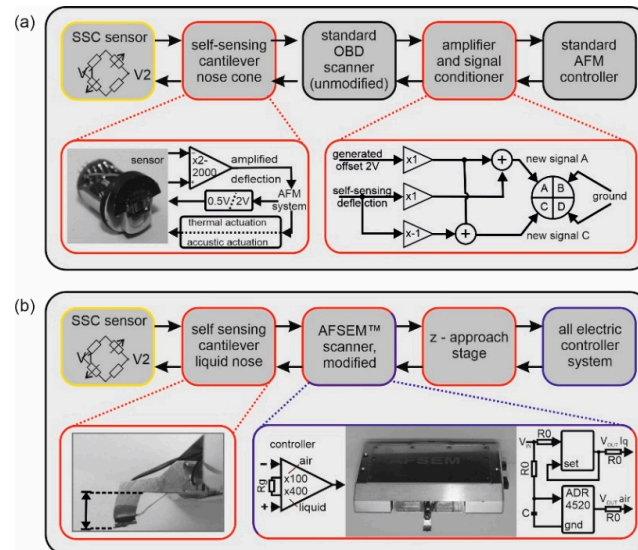 (a)
SSC sensor
V
V2
self-sensing
cantilever
nose cone
standard
OBD
scanner
(unmodified)
amplifier
and signal
conditioner
standard
AFM
controller
sensor
x2-
2000
amplified
deflection
AFM
system
0.5V/2V
thermal actuation
accustic actuation
generated
offset 2V
x1
self-sensing
deflection
x1
x-1
+
+
new signal A
A B
C D
ground
new signal C
(b)
SSC sensor
V
V2
self sensing
cantilever
liquid nose
AFSEM™
scanner,
modified
z - approach
stage
all electric
controller
system
controller
air
-
Rg
x100
x400
+
liquid
AFSEM
R0
set
VOUT lq
R0
R0
ADR
4520
VOUT air
R0
C
gnd